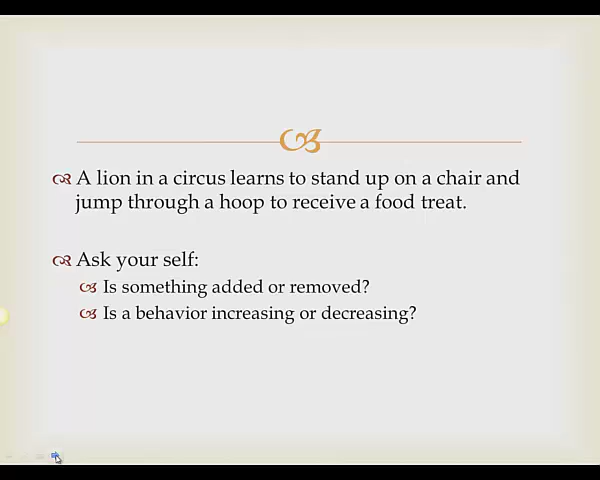 A lion in a circus learns to stand up on a chair and
jump through a hoop to receive a food treat.
Ask your self:
Is something added or removed?
Is a behavior increasing or decreasing?